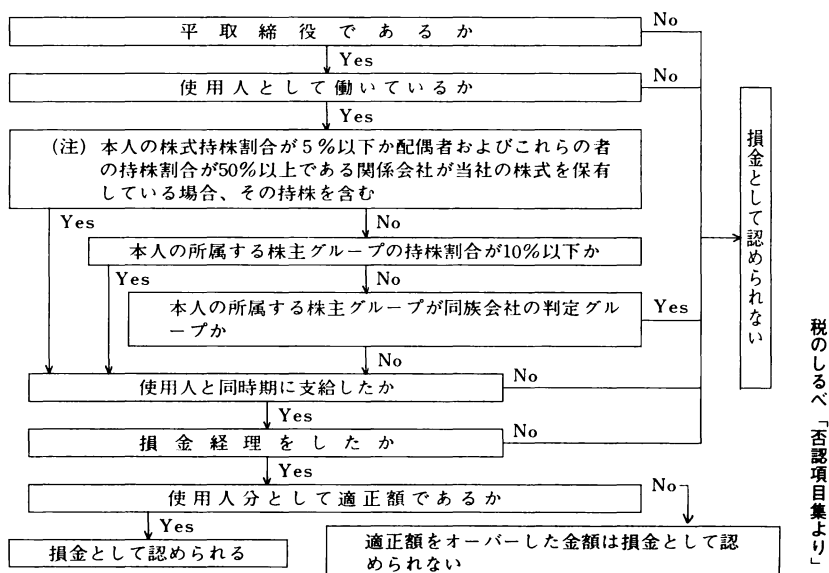 平取締役であるか
No
Yes
使用人として働いているか
No
Yes
(注) 本人の株式持株割合が5%以下か配偶者およびこれらの者
の持株割合が50%以上である関係会社が当社の株式を保有
している場合、その持株を含む
Yes
No
本人の所属する株主グループの持株割合が10%以下か
Yes
No
本人の所属する株主グループが同族会社の判定グル
ープか
Yes
No
使用人と同時期に支給したか
No
Yes
損金経理をしたか
No
Yes
使用人分として適正額であるか
No
Yes
損金として認められる
適正額をオーバーした金額は損金として認
められない
損金として認められない
税のしるべ「否認項目集より」